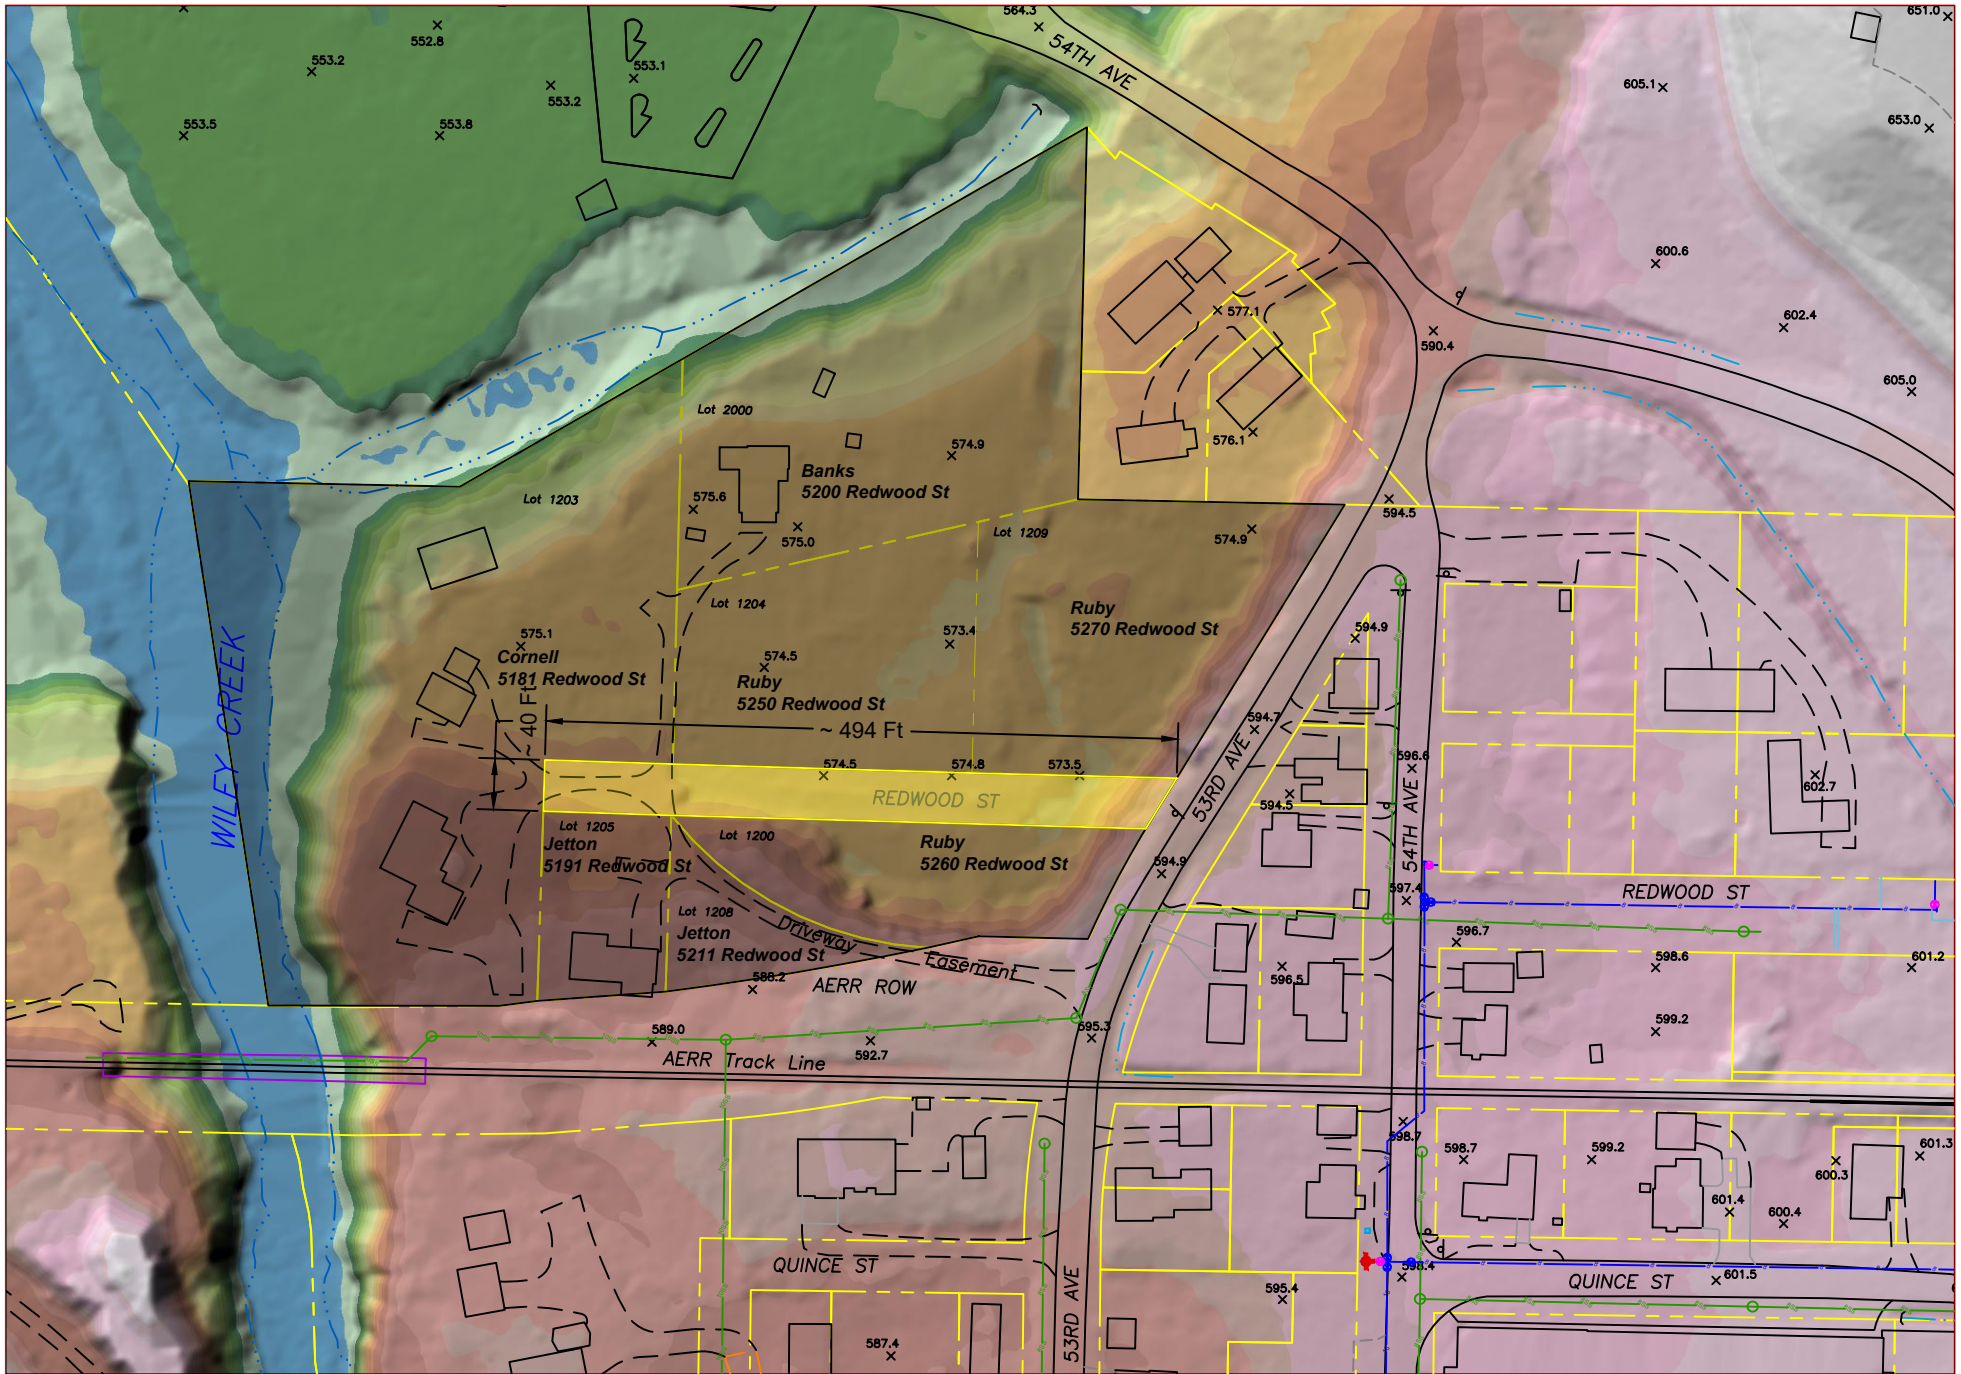 564.3
651.0
552.8
54TH AVE
553.2
553.1
605.1
553.2
653.0
553.5
553.8
600.6
577.1
602.4
590.4
605.0
Lot 2000
576.1
574.9
Banks
5200 Redwood St
Lot 1203
575.6
594.5
575.0
Lot 1209
574.9
Lot 1204
Ruby
5270 Redwood St
575.1
573.4
594.9
Cornell
5181 Redwood St
574.5
Ruby
5250 Redwood St
~ 40 Ft
~ 494 Ft
594.7
WILEY CREEK
596.6
574.5
574.8
573.5
53RD AVE
602.7
REDWOOD ST
594.5
54TH AVE
Lot 1205
Jetton
5191 Redwood St
Lot 1200
Ruby
5260 Redwood St
594.9
597.4
REDWOOD ST
Lot 1208
Jetton
5211 Redwood St
Driveway
Easement
596.7
598.6
601.2
596.5
588.2
AERR ROW
589.0
592.7
595.3
599.2
AERR Track Line
598.7
598.7
599.2
601.3
600.3
601.4
600.4
QUINCE ST
53RD AVE
598.4
QUINCE ST
601.5
595.4
587.4